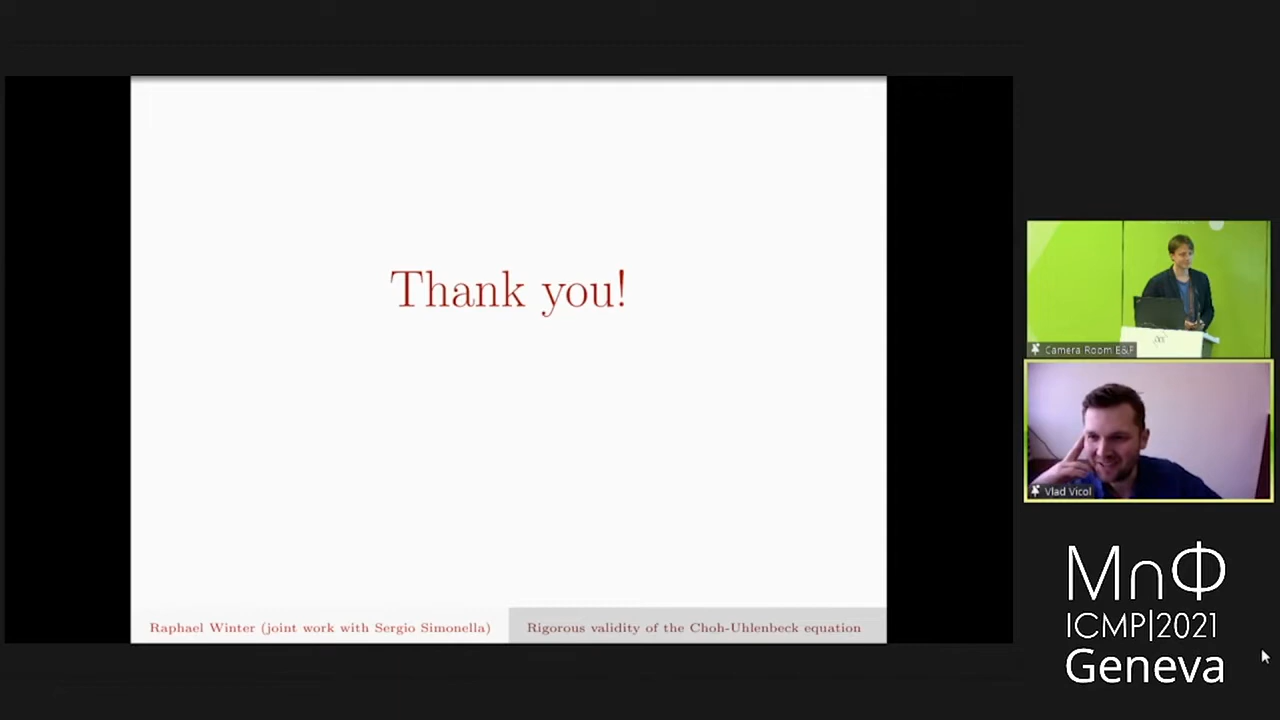 Thank you!
Raphael Winter (joint work with Sergio Simonella)
Rigorous validity of the Choh-Uhlenbeck equation
Camera Room E&P
Vlad Vicol
M∩Φ
ICMP|2021
Geneva